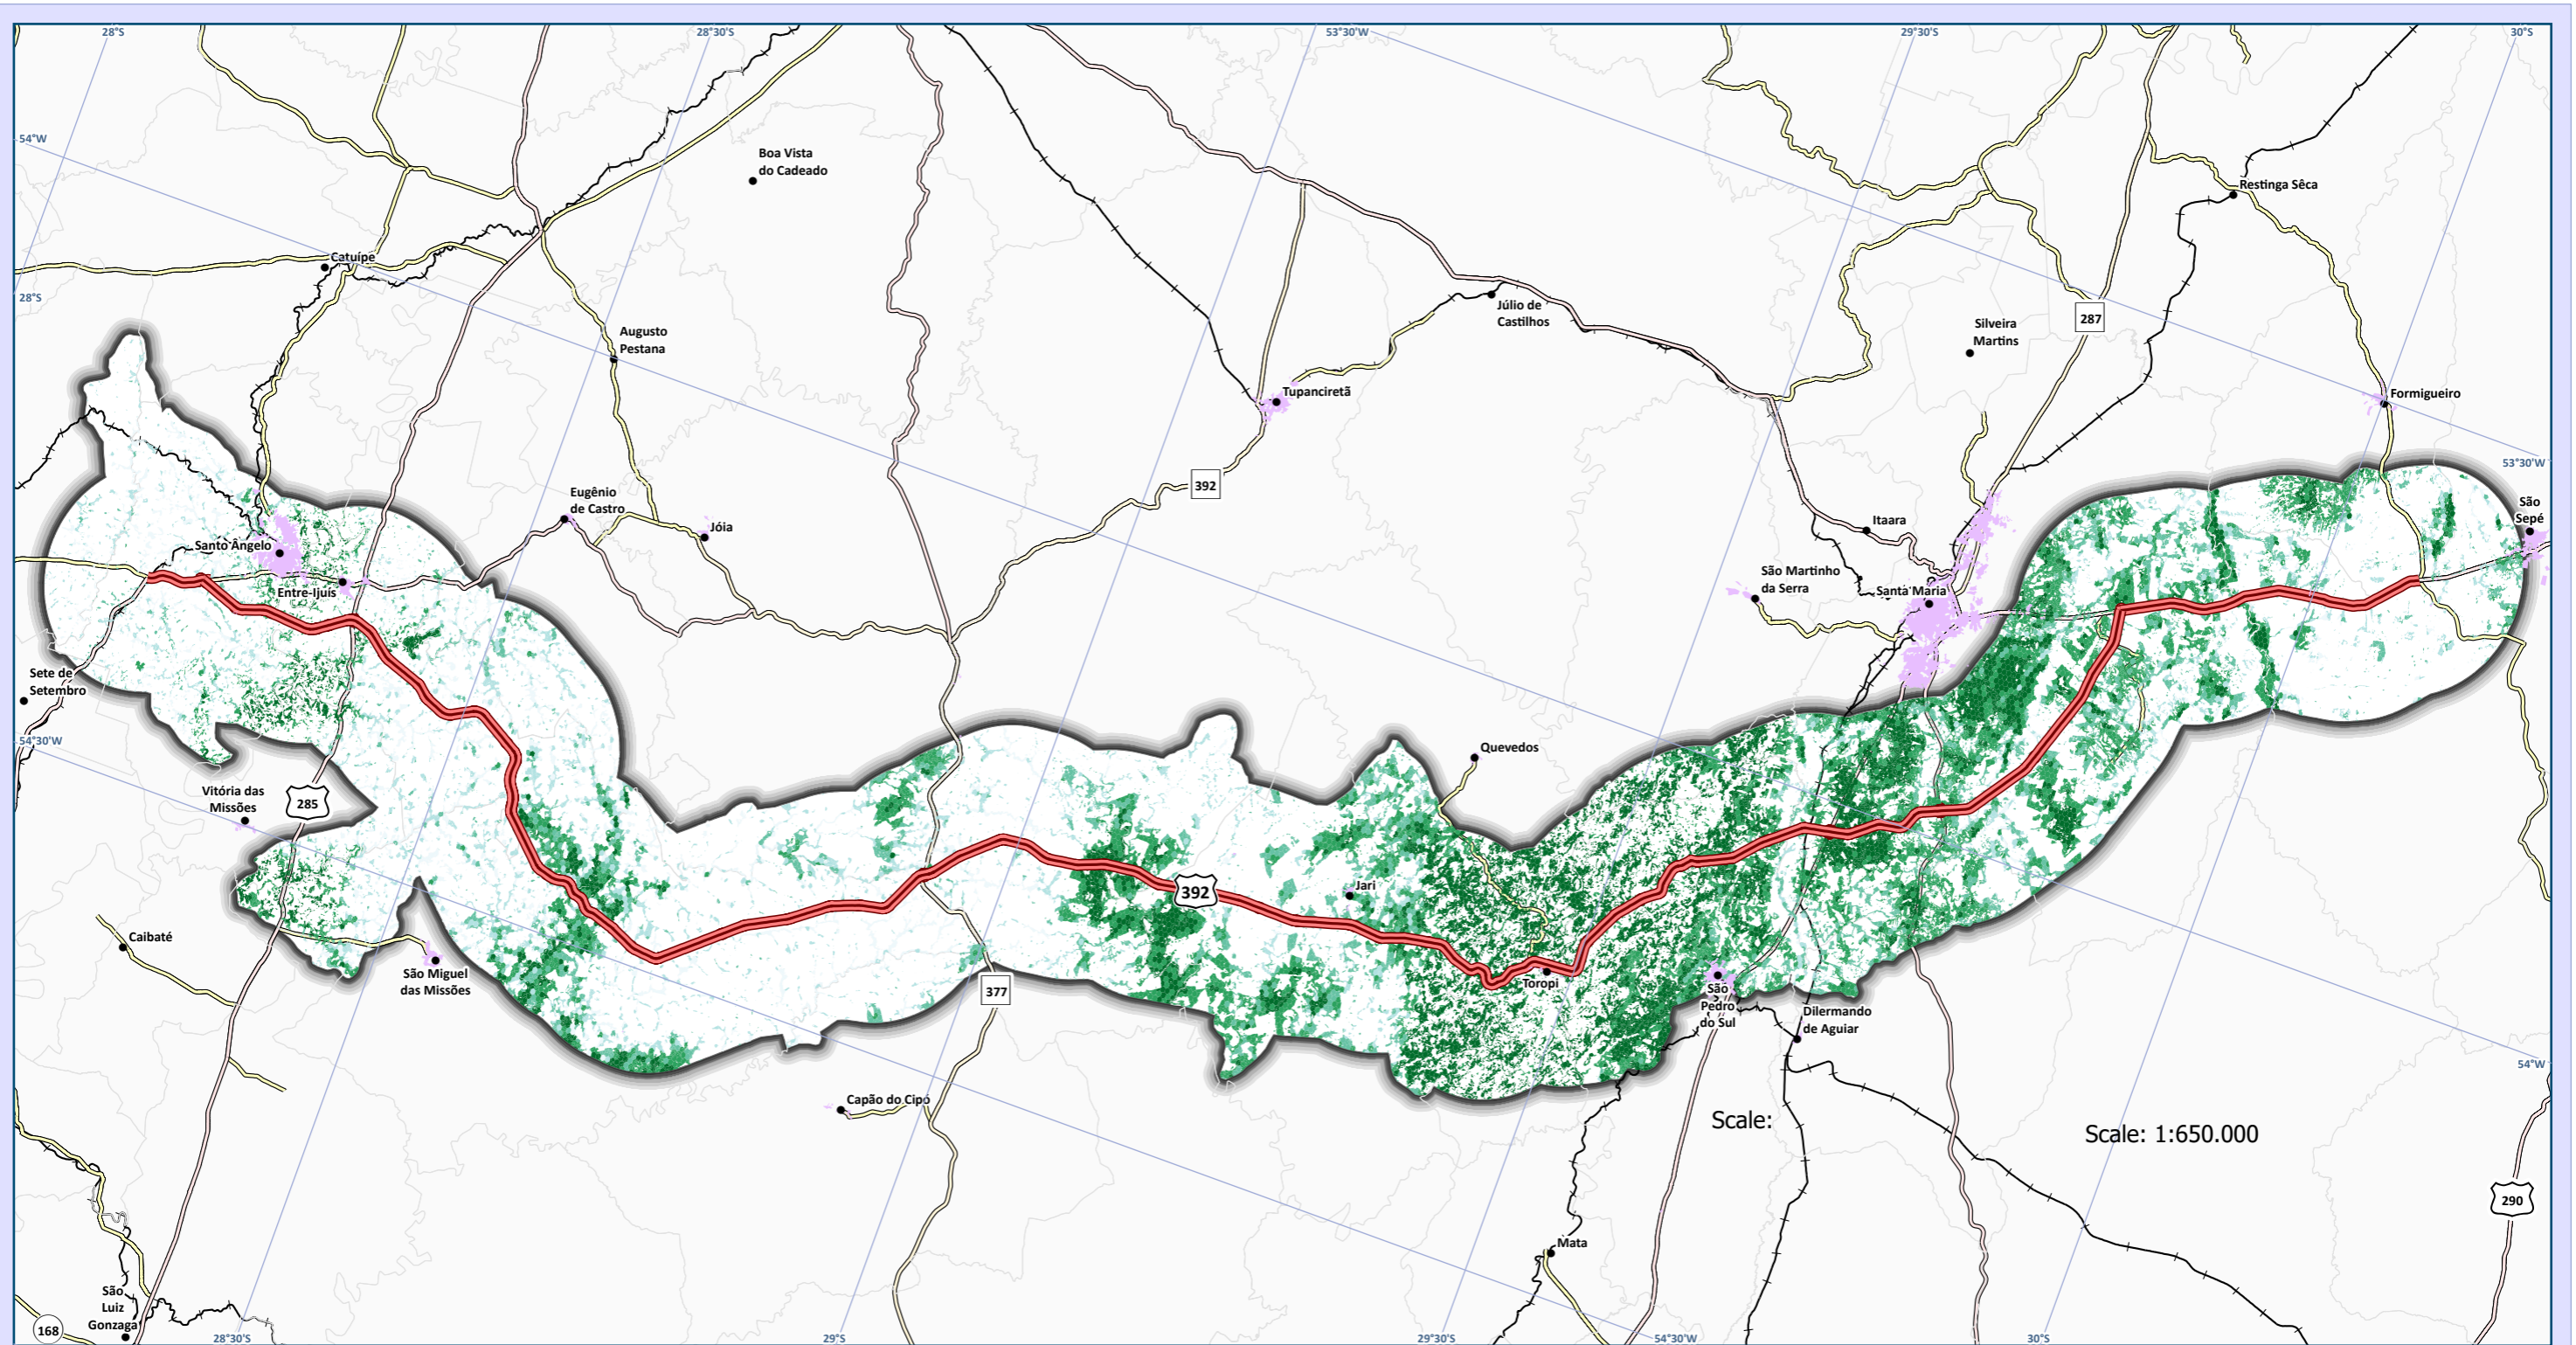 28°S
28°30'S
53°30'W
29°30'S
30°S
54°W
Boa Vista
do Cadeado
Restinga Sêca
Catuípe
28°S
Júlio de
Castilhos
287
Silveira
Martins
Augusto
Pestana
Tupanciretã
Formigueiro
53°30'W
392
Eugênio
de Castro
Jóia
Itaara
São
Sepé
Santo Ângelo
Entre-Ijuís
São Martinho
da Serra
Santa Maria
Sete de
Setembro
54°30'W
Quevedos
Vitória das
Missões
285
392
Jari
Caibaté
São Miguel
das Missões
377
Toropi
São
Pedro
do Sul
Dilermando
de Aguiar
54°W
Capão do Cipó
Scale:
Scale: 1:650.000
290
Mata
São
Luiz
Gonzaga
168
28°30'S
29°S
29°30'S
54°30'W
30°S